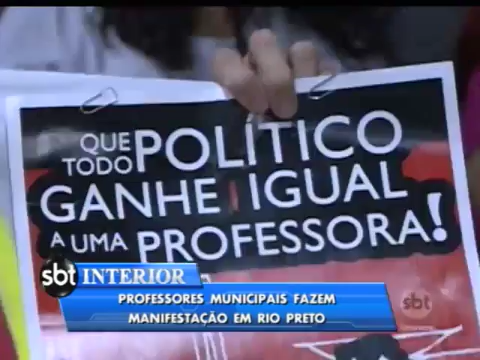 QUE TODO POLÍTICO
GANHE IGUAL
A UMA PROFESSORA!
sbt INTERIOR
PROFESSORES MUNICIPAIS FAZEM
MANIFESTAÇÃO EM RIO PRETO
sbt